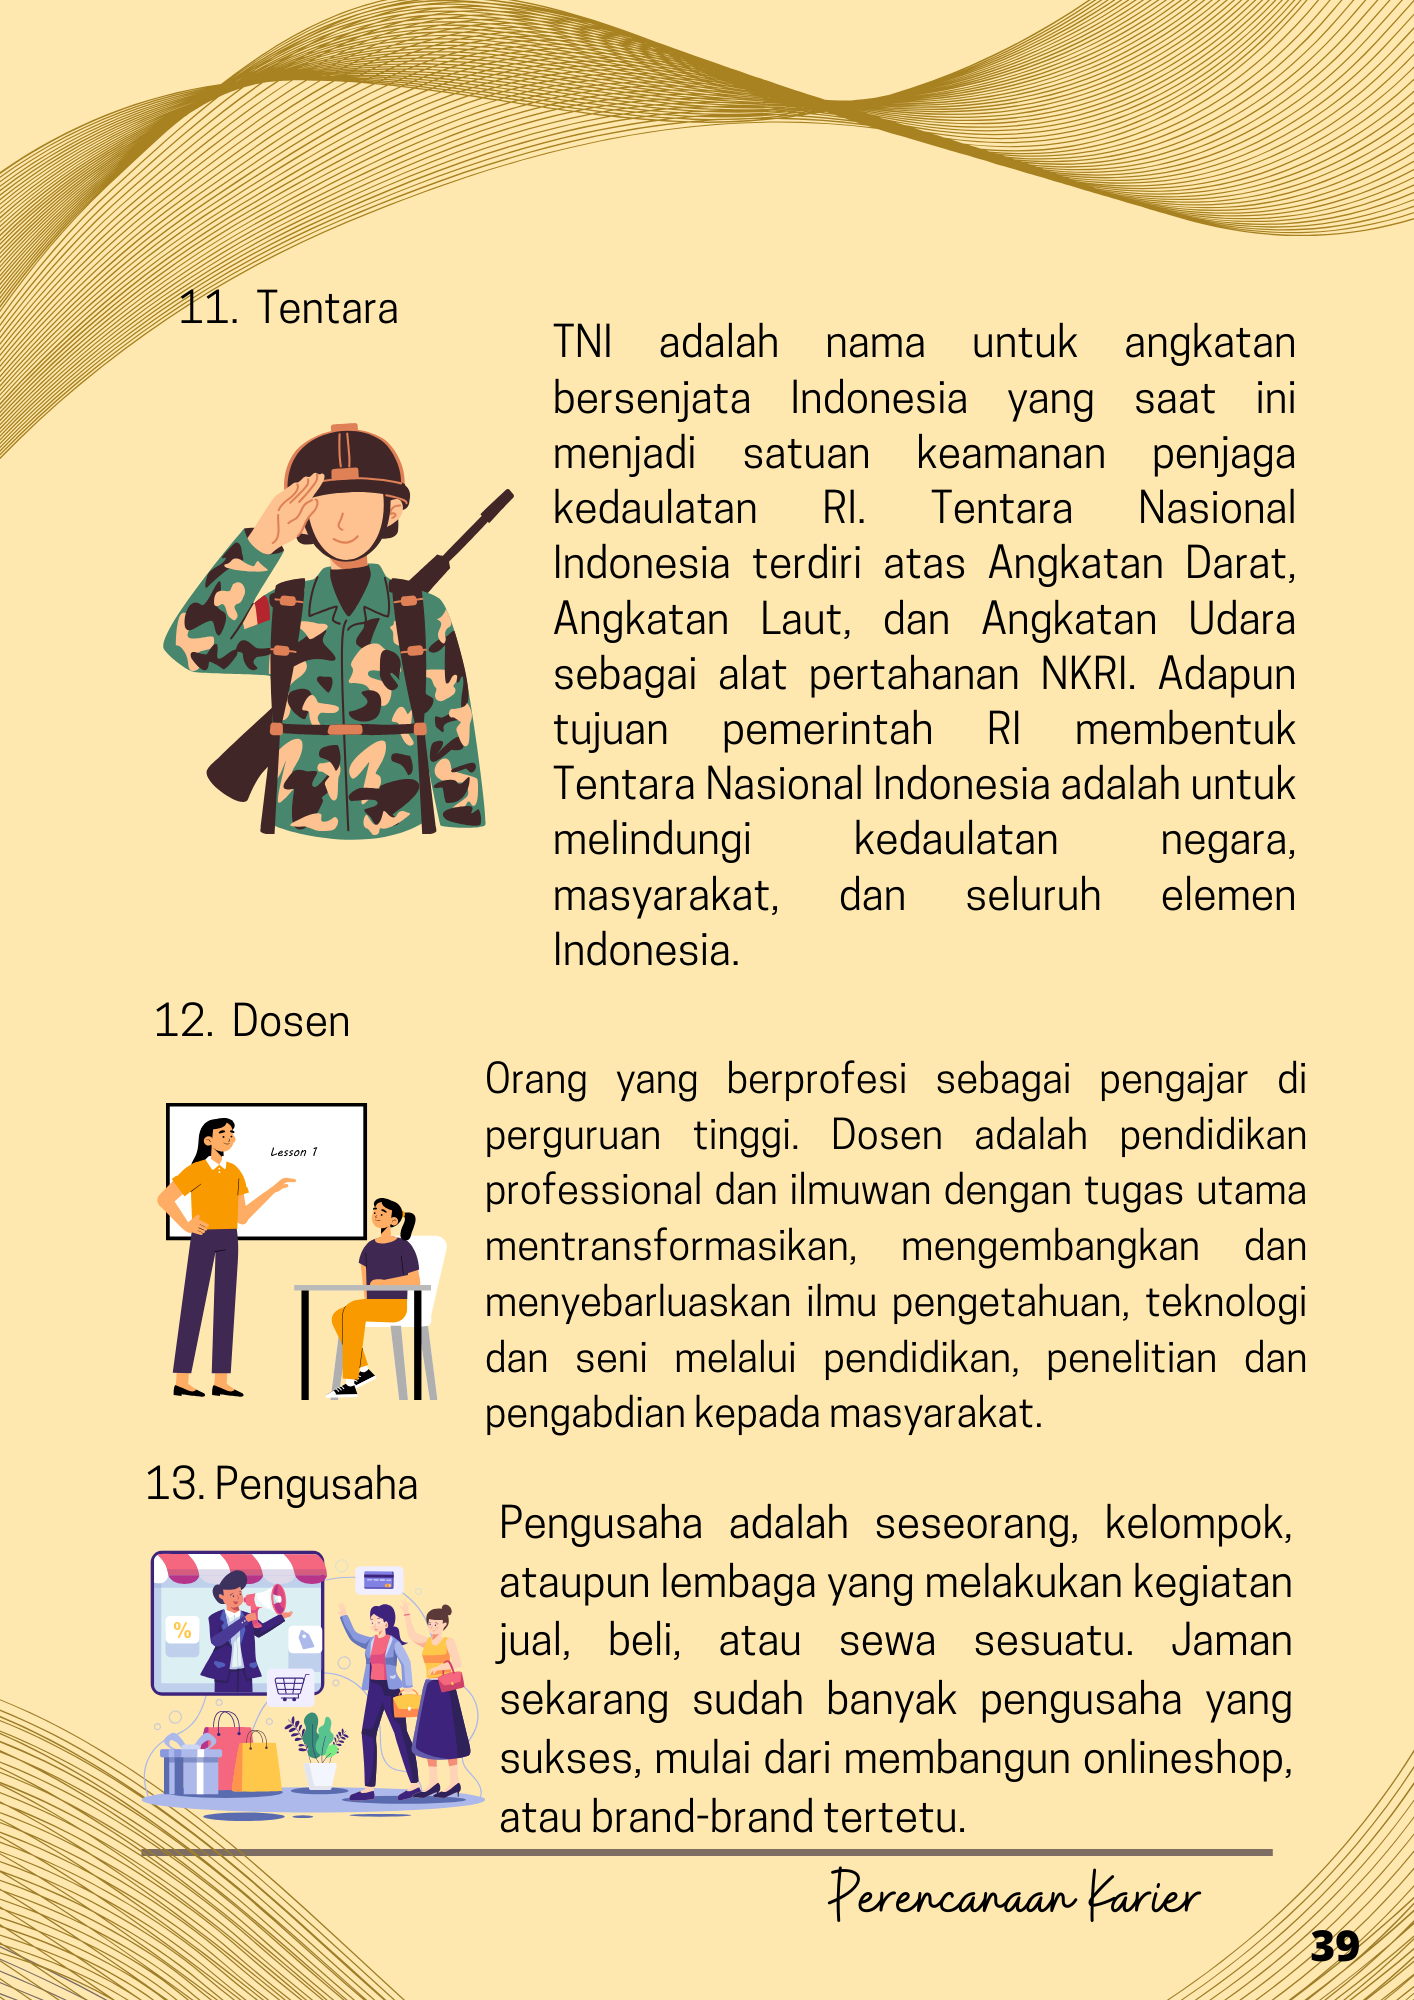 11. Tentara
TNI adalah nama untuk angkatan
bersenjata Indonesia yang saat ini
menjadi satuan keamanan penjaga
kedaulatan RI. Tentara Nasional
Indonesia terdiri atas Angkatan Darat,
Angkatan Laut, dan Angkatan Udara
sebagai alat pertahanan NKRI. Adapun
tujuan pemerintah RI membentuk
Tentara Nasional Indonesia adalah untuk
melindungi kedaulatan negara,
masyarakat, dan seluruh elemen
Indonesia.
12. Dosen
Lesson 1
Orang yang berprofesi sebagai pengajar di
perguruan tinggi. Dosen adalah pendidikan
professional dan ilmuwan dengan tugas utama
mentransformasikan, mengembangkan dan
menyebarluaskan ilmu pengetahuan, teknologi
dan seni melalui pendidikan, penelitian dan
pengabdian kepada masyarakat.
13. Pengusaha
%
Pengusaha adalah seseorang, kelompok,
ataupun lembaga yang melakukan kegiatan
jual, beli, atau sewa sesuatu. Jaman
sekarang sudah banyak pengusaha yang
sukses, mulai dari membangun onlineshop,
atau brand-brand tertetu.
Perencanaan Karier
39